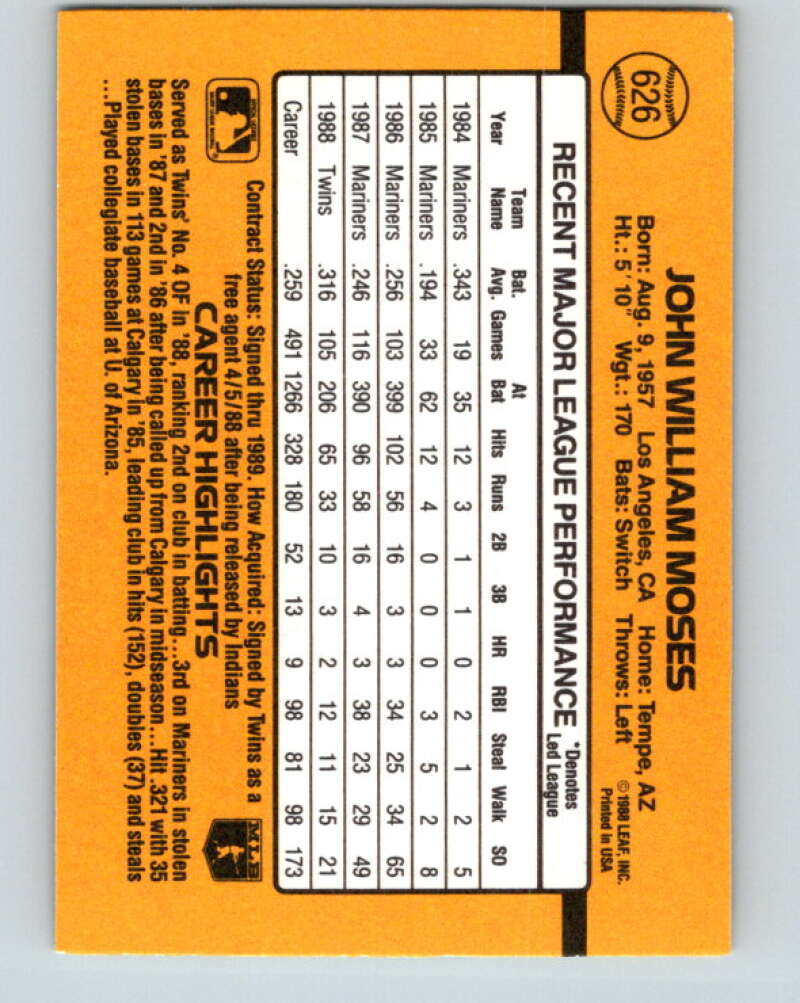 626
JOHN WILLIAM MOSES
Born: Aug. 9, 1957 Los Angeles, CA Home: Tempe, AZ
Ht.: 5' 10" Wgt.: 170 Bats: Switch Throws: Left
© 1988 LEAF, INC.
Printed in USA
RECENT MAJOR LEAGUE PERFORMANCE *Denotes Led League
Year Team Name Bat. Avg. Games At Bat Hits Runs 2B 3B HR RBI Steal Walk SO
1984 Mariners .343 19 35 12 3 1 1 0 2 1 2 5
1985 Mariners .194 33 62 12 4 0 0 0 3 5 2 8
1986 Mariners .256 103 399 102 56 16 3 3 34 25 34 65
1987 Mariners .246 116 390 96 58 16 4 3 38 23 29 49
1988 Twins .316 105 206 65 33 10 3 2 12 11 15 21
Career .259 491 1266 328 180 52 13 9 98 81 98 173
Contract Status: Signed thru 1989. How Acquired: Signed by Twins as a
free agent 4/5/88 after being released by Indians
MLB
CAREER HIGHLIGHTS
Served as Twins' No. 4 OF in '88, ranking 2nd on club in batting...3rd on Mariners in stolen
bases in '87 and 2nd in '86 after being called up from Calgary in midseason...Hit .321 with 35
stolen bases in 113 games at Calgary in '85, leading club in hits (152), doubles (37) and steals
...Played collegiate baseball at U. of Arizona.